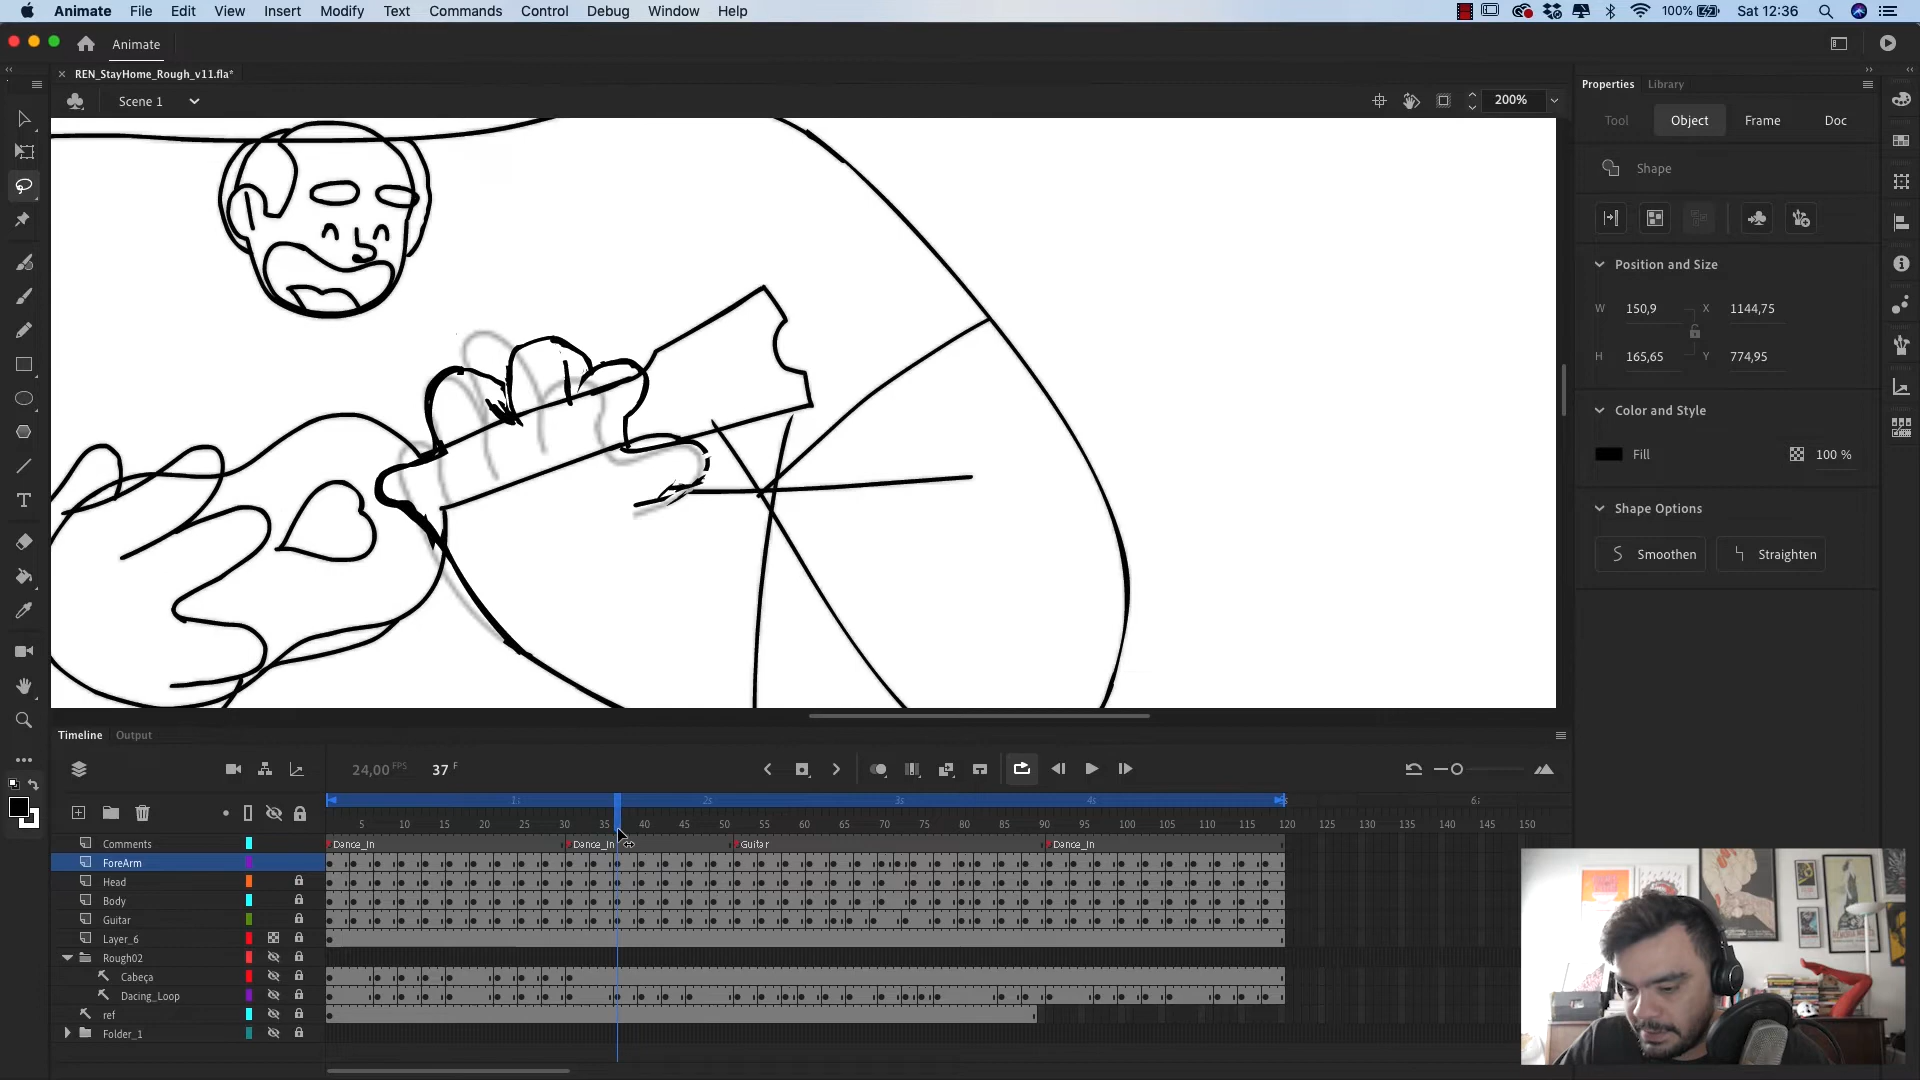 Animate File Edit View Insert Modify Text Commands Control Debug Window Help 100% Sat 12:36
Animate
REN_StayHome_Rough_v11.fla*
Scene 1 200%
Properties Library
Tool Object Frame Doc
Shape
Position and Size
W 150,9 X 1144,75
H 165,65 Y 774,95
Color and Style
Fill 100 %
Shape Options
Smoothen Straighten
Timeline Output
24,00 FPS 37 F
1s 2s 3s 4s
5 10 15 20 25 30 35 40 45 50 55 60 65 70 75 80 85 90 95 100 105 110 115 120 125 130 135 140 145 150
Comments Dance_In Dance_In Guitar Dance_In
ForeArm
Head
Body
Guitar
Layer_6
Rough02
Cabeça
Dacing_Loop
ref
Folder_1